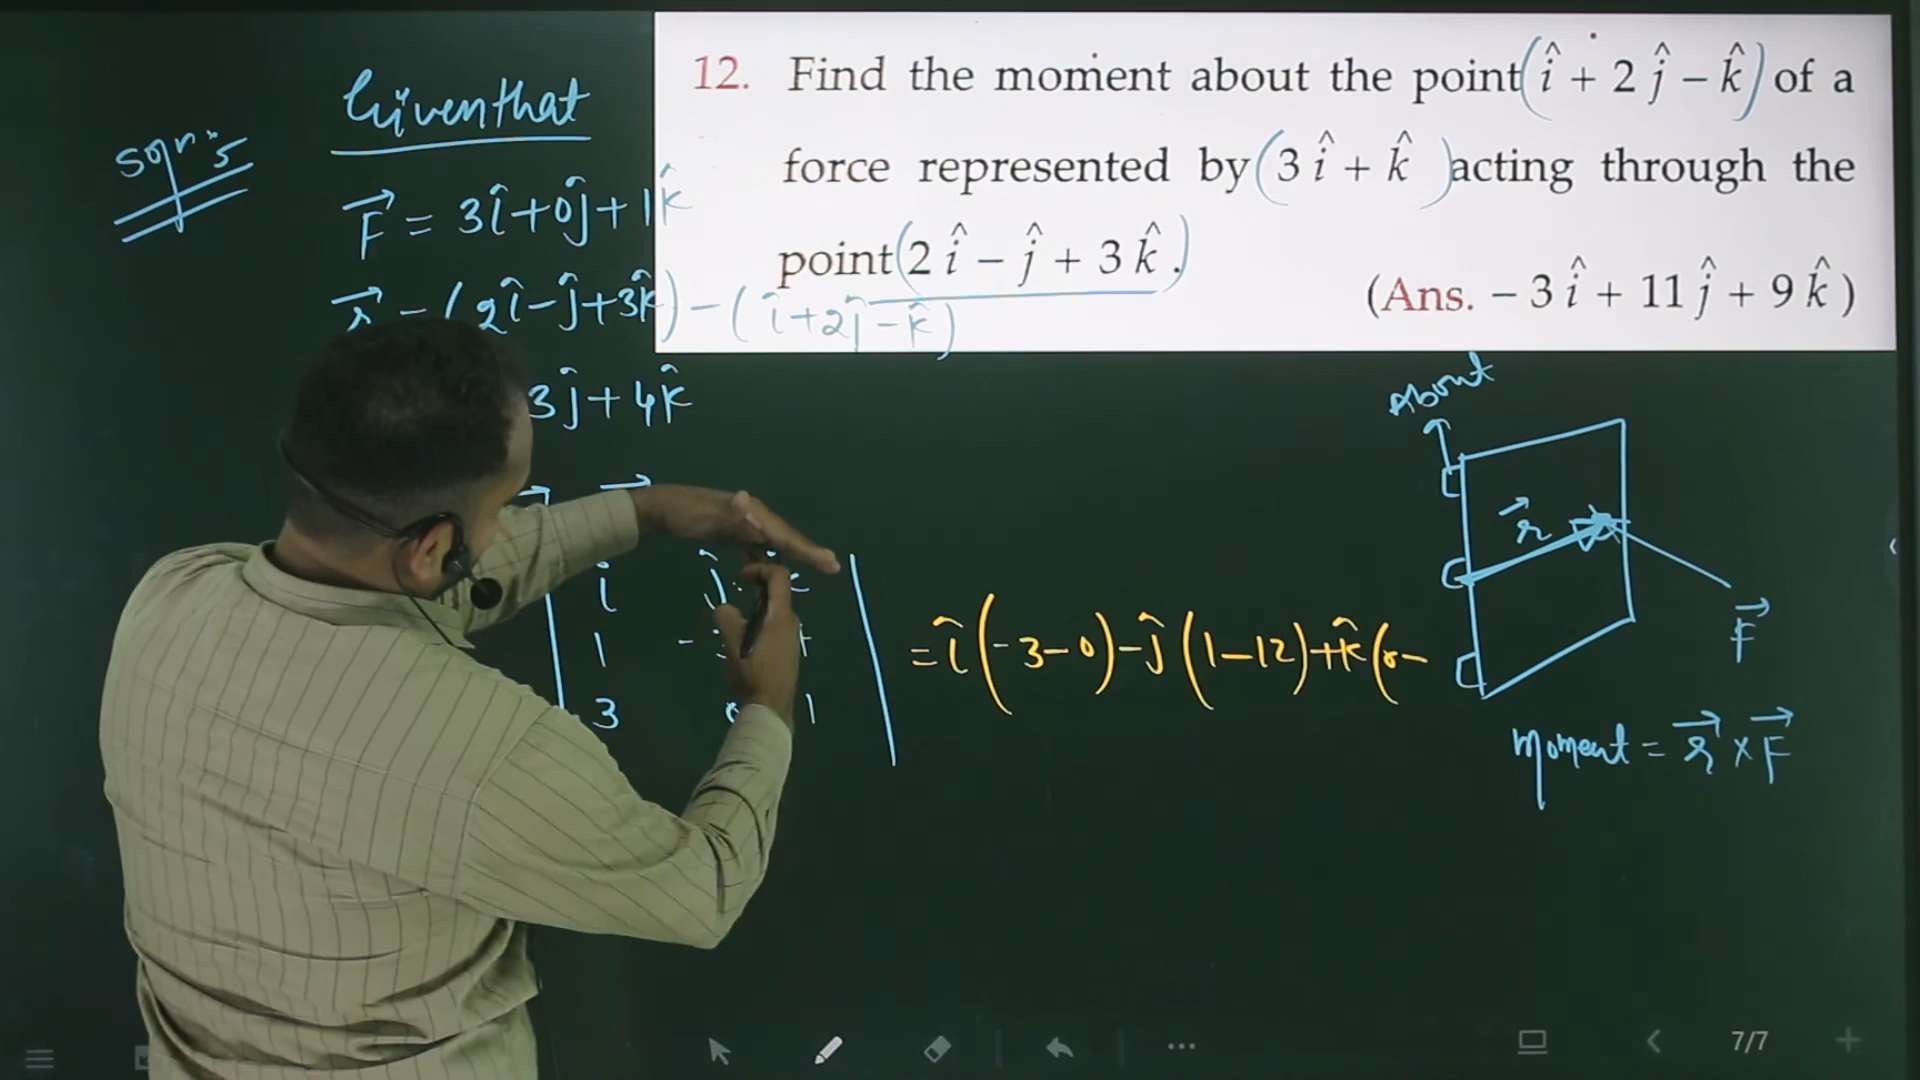 12. Find the moment about the point (î + 2ĵ − k̂) of a
force represented by (3î + k̂) acting through the
point (2î − ĵ + 3k̂.)
(Ans. − 3î + 11ĵ + 9k̂)
Given that
F⃗ = 3î+0ĵ+1k̂
(2î−ĵ+3k̂) − (î+2ĵ−k̂)
3ĵ+4k̂
î ĵ
1 −
3 1
= î(−3−0)−ĵ(1−12)+k̂(
About
r⃗
F⃗
moment = r⃗ × F⃗
7/7